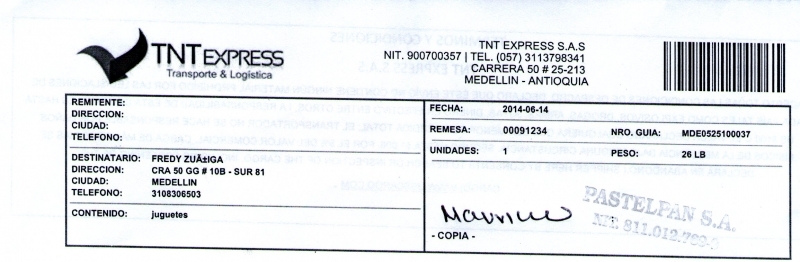 TNT EXPRESS
Transporte & Logística
TNT EXPRESS S.A.S
NIT. 900700357 | TEL. (057) 3113798341
CARRERA 50 # 25-213
MEDELLIN - ANTIOQUIA
REMITENTE:
DIRECCION:
CIUDAD:
TELEFONO:
DESTINATARIO: FREDY ZUÃ±IGA
DIRECCION: CRA 50 GG # 10B - SUR 81
CIUDAD: MEDELLIN
TELEFONO: 3108306503
CONTENIDO: juguetes
FECHA: 2014-06-14
REMESA: 00091234 NRO. GUIA: MDE0525100037
UNIDADES: 1 PESO: 26 LB
PASTELPAN S.A.
NIT. 811.012.769-0
- COPIA -